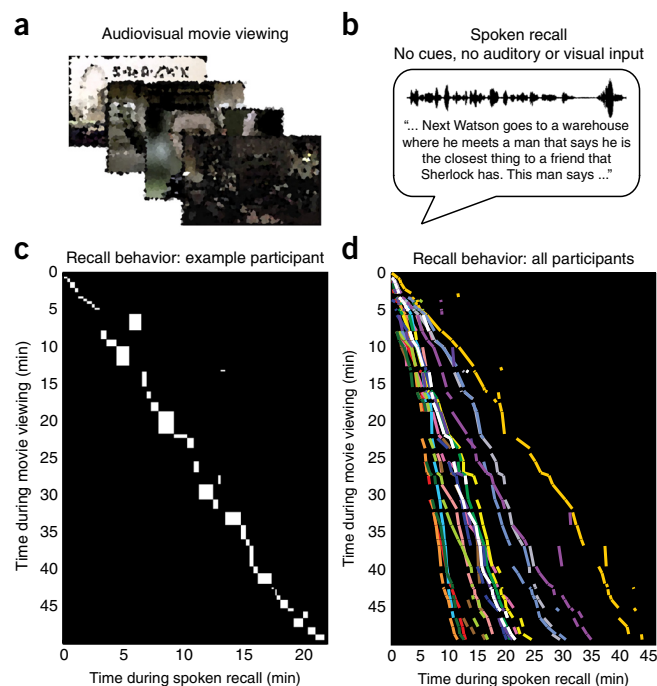 a
Audiovisual movie viewing
b
Spoken recall
No cues, no auditory or visual input
“... Next Watson goes to a warehouse
where he meets a man that says he is
the closest thing to a friend that
Sherlock has. This man says ...”
c
Recall behavior: example participant
Time during movie viewing (min)
0
5
10
15
20
25
30
35
40
45
0 5 10 15 20
Time during spoken recall (min)
d
Recall behavior: all participants
Time during movie viewing (min)
0
5
10
15
20
25
30
35
40
45
0 5 10 15 20 25 30 35 40 45
Time during spoken recall (min)